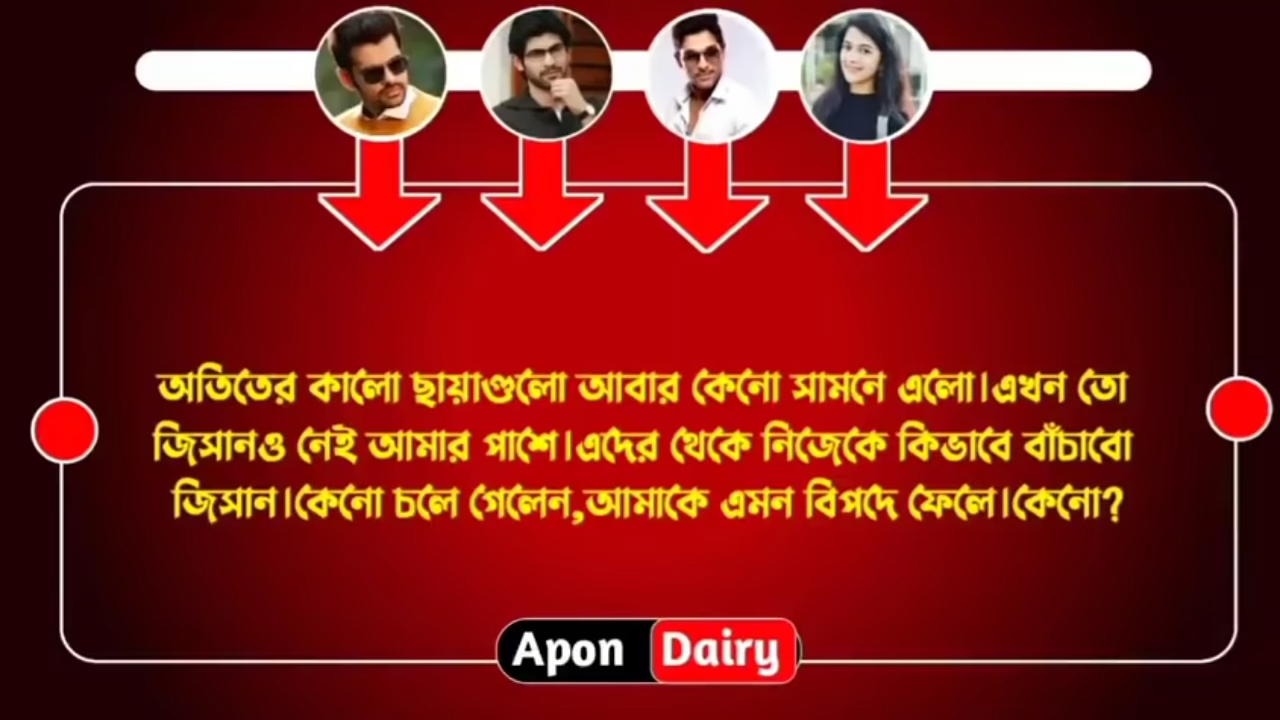 অতিতের কালো ছায়াগুলো আবার কেনো সামনে এলো।এখন তো
জিসানও নেই আমার পাশে।এদের থেকে নিজেকে কিভাবে বাঁচাবো
জিসান।কেনো চলে গেলেন,আমাকে এমন বিপদে ফেলে।কেনো?
Apon Dairy